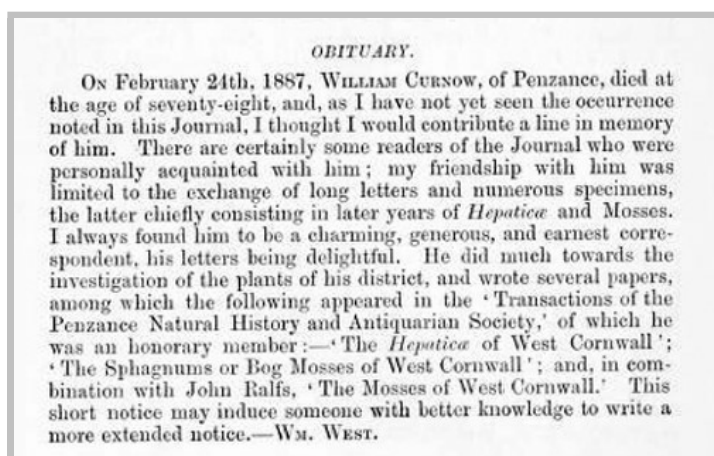 OBITUARY.
On February 24th, 1887, William Curnow, of Penzance, died at
the age of seventy-eight, and, as I have not yet seen the occurrence
noted in this Journal, I thought I would contribute a line in memory
of him. There are certainly some readers of the Journal who were
personally acquainted with him; my friendship with him was
limited to the exchange of long letters and numerous specimens,
the latter chiefly consisting in later years of Hepaticæ and Mosses.
I always found him to be a charming, generous, and earnest corre-
spondent, his letters being delightful. He did much towards the
investigation of the plants of his district, and wrote several papers,
among which the following appeared in the ‘Transactions of the
Penzance Natural History and Antiquarian Society,’ of which he
was an honorary member:—‘The Hepaticæ of West Cornwall’;
‘The Sphagnums or Bog Mosses of West Cornwall’; and, in com-
bination with John Ralfs, ‘The Mosses of West Cornwall.’ This
short notice may induce someone with better knowledge to write a
more extended notice.—Wm. West.